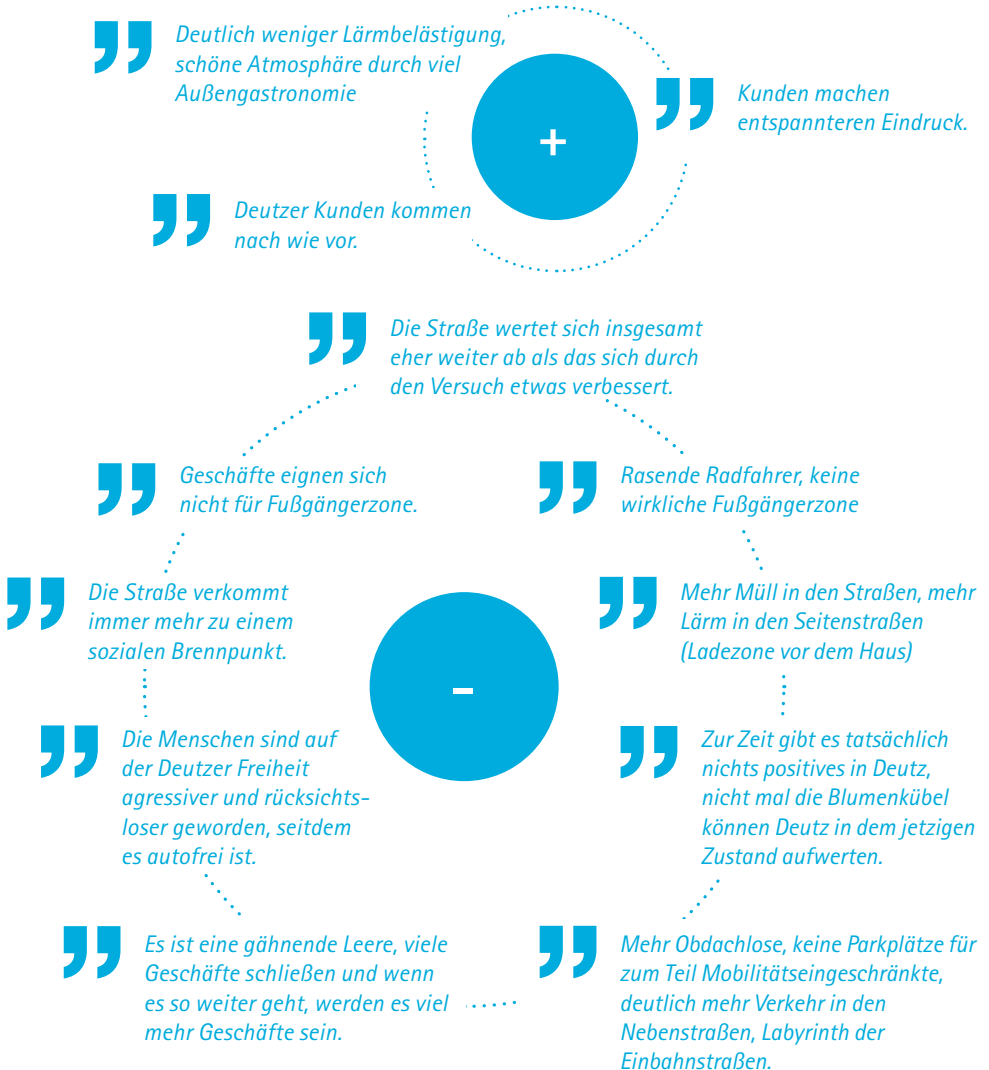 Deutlich weniger Lärmbelästigung,
schöne Atmosphäre durch viel
Außengastronomie
Kunden machen
entspannteren Eindruck.
+
Deutzer Kunden kommen
nach wie vor.
Die Straße wertet sich insgesamt
eher weiter ab als das sich durch
den Versuch etwas verbessert.
Geschäfte eignen sich
nicht für Fußgängerzone.
Rasende Radfahrer, keine
wirkliche Fußgängerzone
Die Straße verkommt
immer mehr zu einem
sozialen Brennpunkt.
Mehr Müll in den Straßen, mehr
Lärm in den Seitenstraßen
(Ladezone vor dem Haus)
-
Die Menschen sind auf
der Deutzer Freiheit
agressiver und rücksichts-
loser geworden, seitdem
es autofrei ist.
Zur Zeit gibt es tatsächlich
nichts positives in Deutz,
nicht mal die Blumenkübel
können Deutz in dem jetzigen
Zustand aufwerten.
Es ist eine gähnende Leere, viele
Geschäfte schließen und wenn
es so weiter geht, werden es viel
mehr Geschäfte sein.
Mehr Obdachlose, keine Parkplätze für
zum Teil Mobilitätseingeschränkte,
deutlich mehr Verkehr in den
Nebenstraßen, Labyrinth der
Einbahnstraßen.